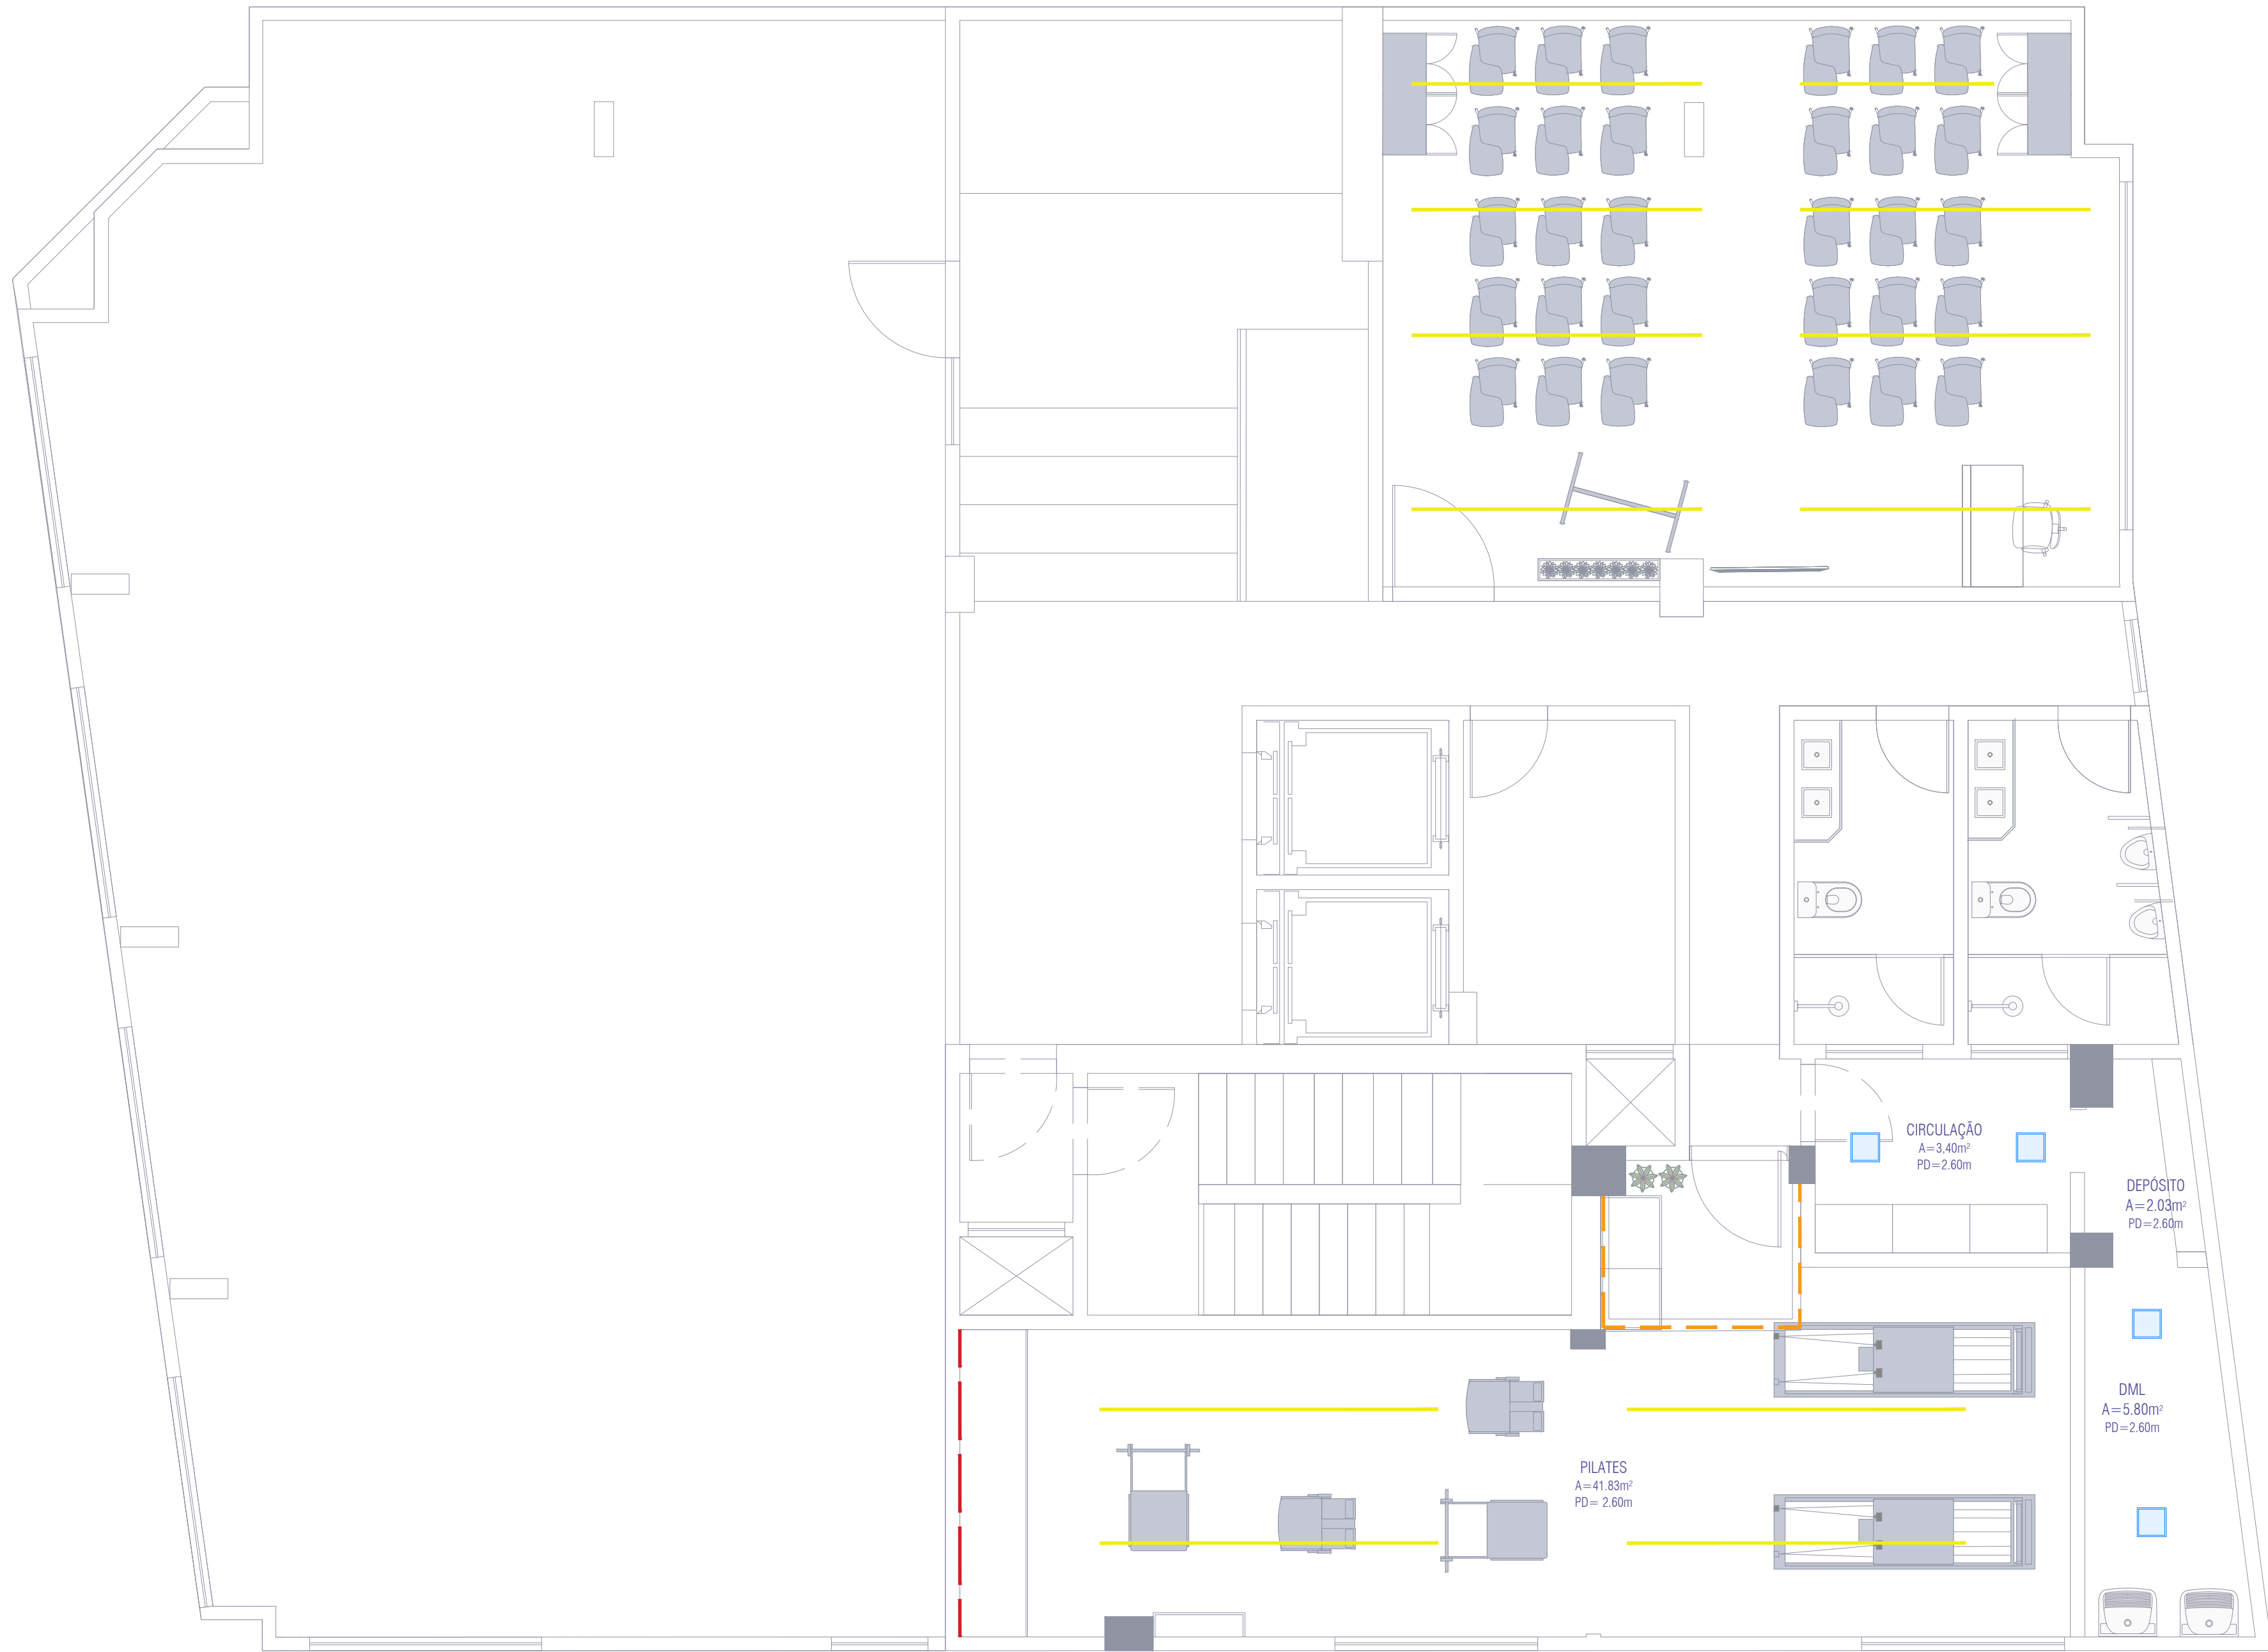 CIRCULAÇÃO
A=3,40m²
PD=2.60m
DEPÓSITO
A=2.03m²
PD=2.60m
DML
A=5.80m²
PD=2.60m
PILATES
A=41.83m²
PD= 2.60m